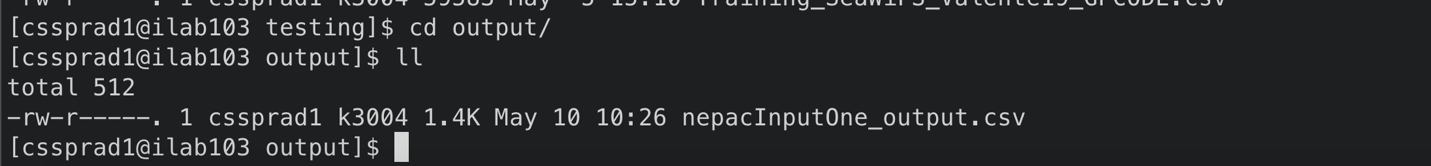 [cssprad1@ilab103 testing]$ cd output/
[cssprad1@ilab103 output]$ ll
total 512
-rw-r-----. 1 cssprad1 k3004 1.4K May 10 10:26 nepacInputOne_output.csv
[cssprad1@ilab103 output]$